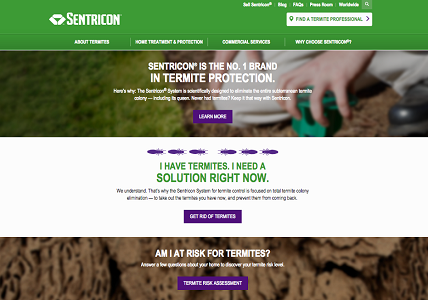 Sell Sentricon® Blog FAQs Press Room Worldwide
SENTRICON®
FIND A TERMITE PROFESSIONAL
ABOUT TERMITES HOME TREATMENT & PROTECTION COMMERCIAL SERVICES WHY CHOOSE SENTRICON®?
SENTRICON® IS THE NO. 1 BRAND
IN TERMITE PROTECTION.
Here's why: The Sentricon® System is scientifically designed to eliminate the entire subterranean termite
colony — including its queen. Never had termites? Keep it that way with Sentricon.
LEARN MORE
I HAVE TERMITES. I NEED A
SOLUTION RIGHT NOW.
We understand. That's why the Sentricon System for termite control is focused on total termite colony
elimination — to take out the termites you have now, and prevent them from coming back.
GET RID OF TERMITES
AM I AT RISK FOR TERMITES?
Answer a few questions about your home to discover your termite risk level.
TERMITE RISK ASSESSMENT